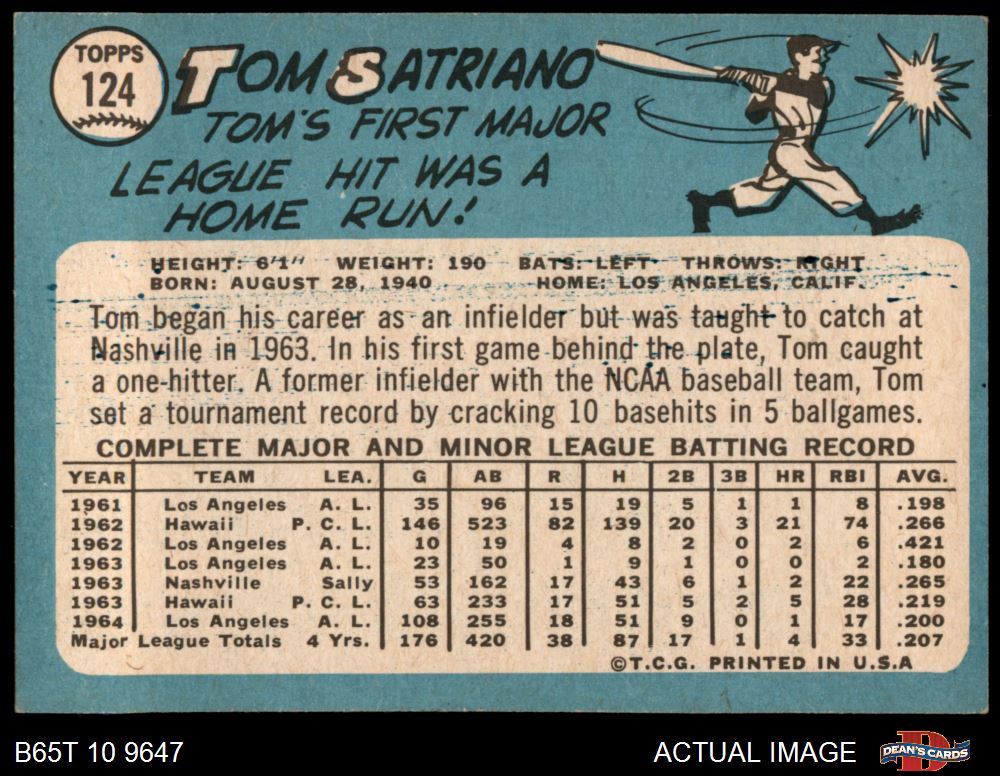 TOPPS
124
TOM SATRIANO
TOM'S FIRST MAJOR
LEAGUE HIT WAS A
HOME RUN!
HEIGHT: 6'1" WEIGHT: 190 BATS: LEFT THROWS: RIGHT
BORN: AUGUST 28, 1940 HOME: LOS ANGELES, CALIF.
Tom began his career as an infielder but was taught to catch at
Nashville in 1963. In his first game behind the plate, Tom caught
a one-hitter. A former infielder with the NCAA baseball team, Tom
set a tournament record by cracking 10 basehits in 5 ballgames.
COMPLETE MAJOR AND MINOR LEAGUE BATTING RECORD
YEAR TEAM LEA. G AB R H 2B 3B HR RBI AVG.
1961 Los Angeles A. L. 35 96 15 19 5 1 1 8 .198
1962 Hawaii P. C. L. 146 523 82 139 20 3 21 74 .266
1962 Los Angeles A. L. 10 19 4 8 2 0 2 6 .421
1963 Los Angeles A. L. 23 50 1 9 1 0 0 2 .180
1963 Nashville Sally 53 162 17 43 6 1 2 22 .265
1963 Hawaii P. C. L. 63 233 17 51 5 2 5 28 .219
1964 Los Angeles A. L. 108 255 18 51 9 0 1 17 .200
Major League Totals 4 Yrs. 176 420 38 87 17 1 4 33 .207
©T.C.G. PRINTED IN U.S.A
B65T 10 9647 ACTUAL IMAGE DEAN'S CARDS